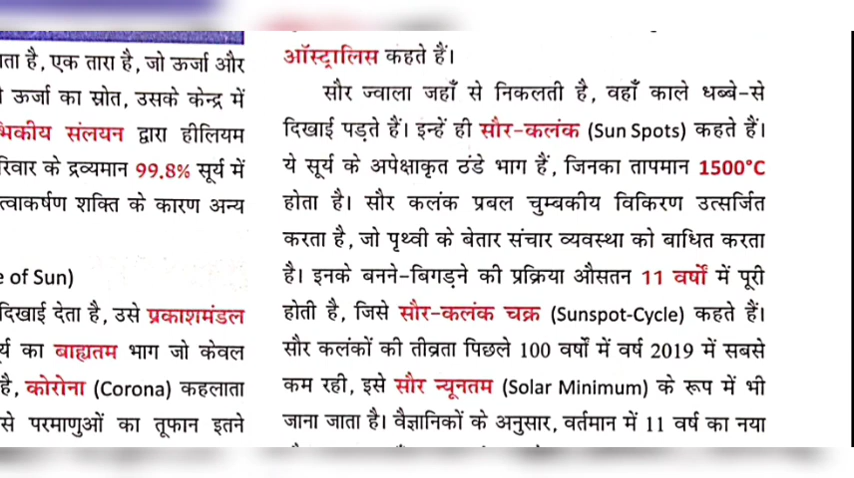 ता है, एक तारा है, जो ऊर्जा और
ऊर्जा का स्रोत, उसके केन्द्र में
संलयन द्वारा हीलियम
के द्रव्यमान 99.8% सूर्य में
शक्ति के कारण अन्य
of Sun)
दिखाई देता है, उसे प्रकाशमंडल
का बाह्यतम भाग जो केवल
है, कोरोना (Corona) कहलाता
से परमाणुओं का तूफान इतने
ऑस्ट्रालिस कहते हैं।
सौर ज्वाला जहाँ से निकलती है, वहाँ काले धब्बे-से
दिखाई पड़ते हैं। इन्हें ही सौर-कलंक (Sun Spots) कहते हैं।
ये सूर्य के अपेक्षाकृत ठंडे भाग हैं, जिनका तापमान 1500°C
होता है। सौर कलंक प्रबल चुम्बकीय विकिरण उत्सर्जित
करता है, जो पृथ्वी के बेतार संचार व्यवस्था को बाधित करता
है। इनके बनने-बिगड़ने की प्रक्रिया औसतन 11 वर्षों में पूरी
होती है, जिसे सौर-कलंक चक्र (Sunspot-Cycle) कहते हैं।
सौर कलंकों की तीव्रता पिछले 100 वर्षों में वर्ष 2019 में सबसे
कम रही, इसे सौर न्यूनतम (Solar Minimum) के रूप में भी
जाना जाता है। वैज्ञानिकों के अनुसार, वर्तमान में 11 वर्ष का नया